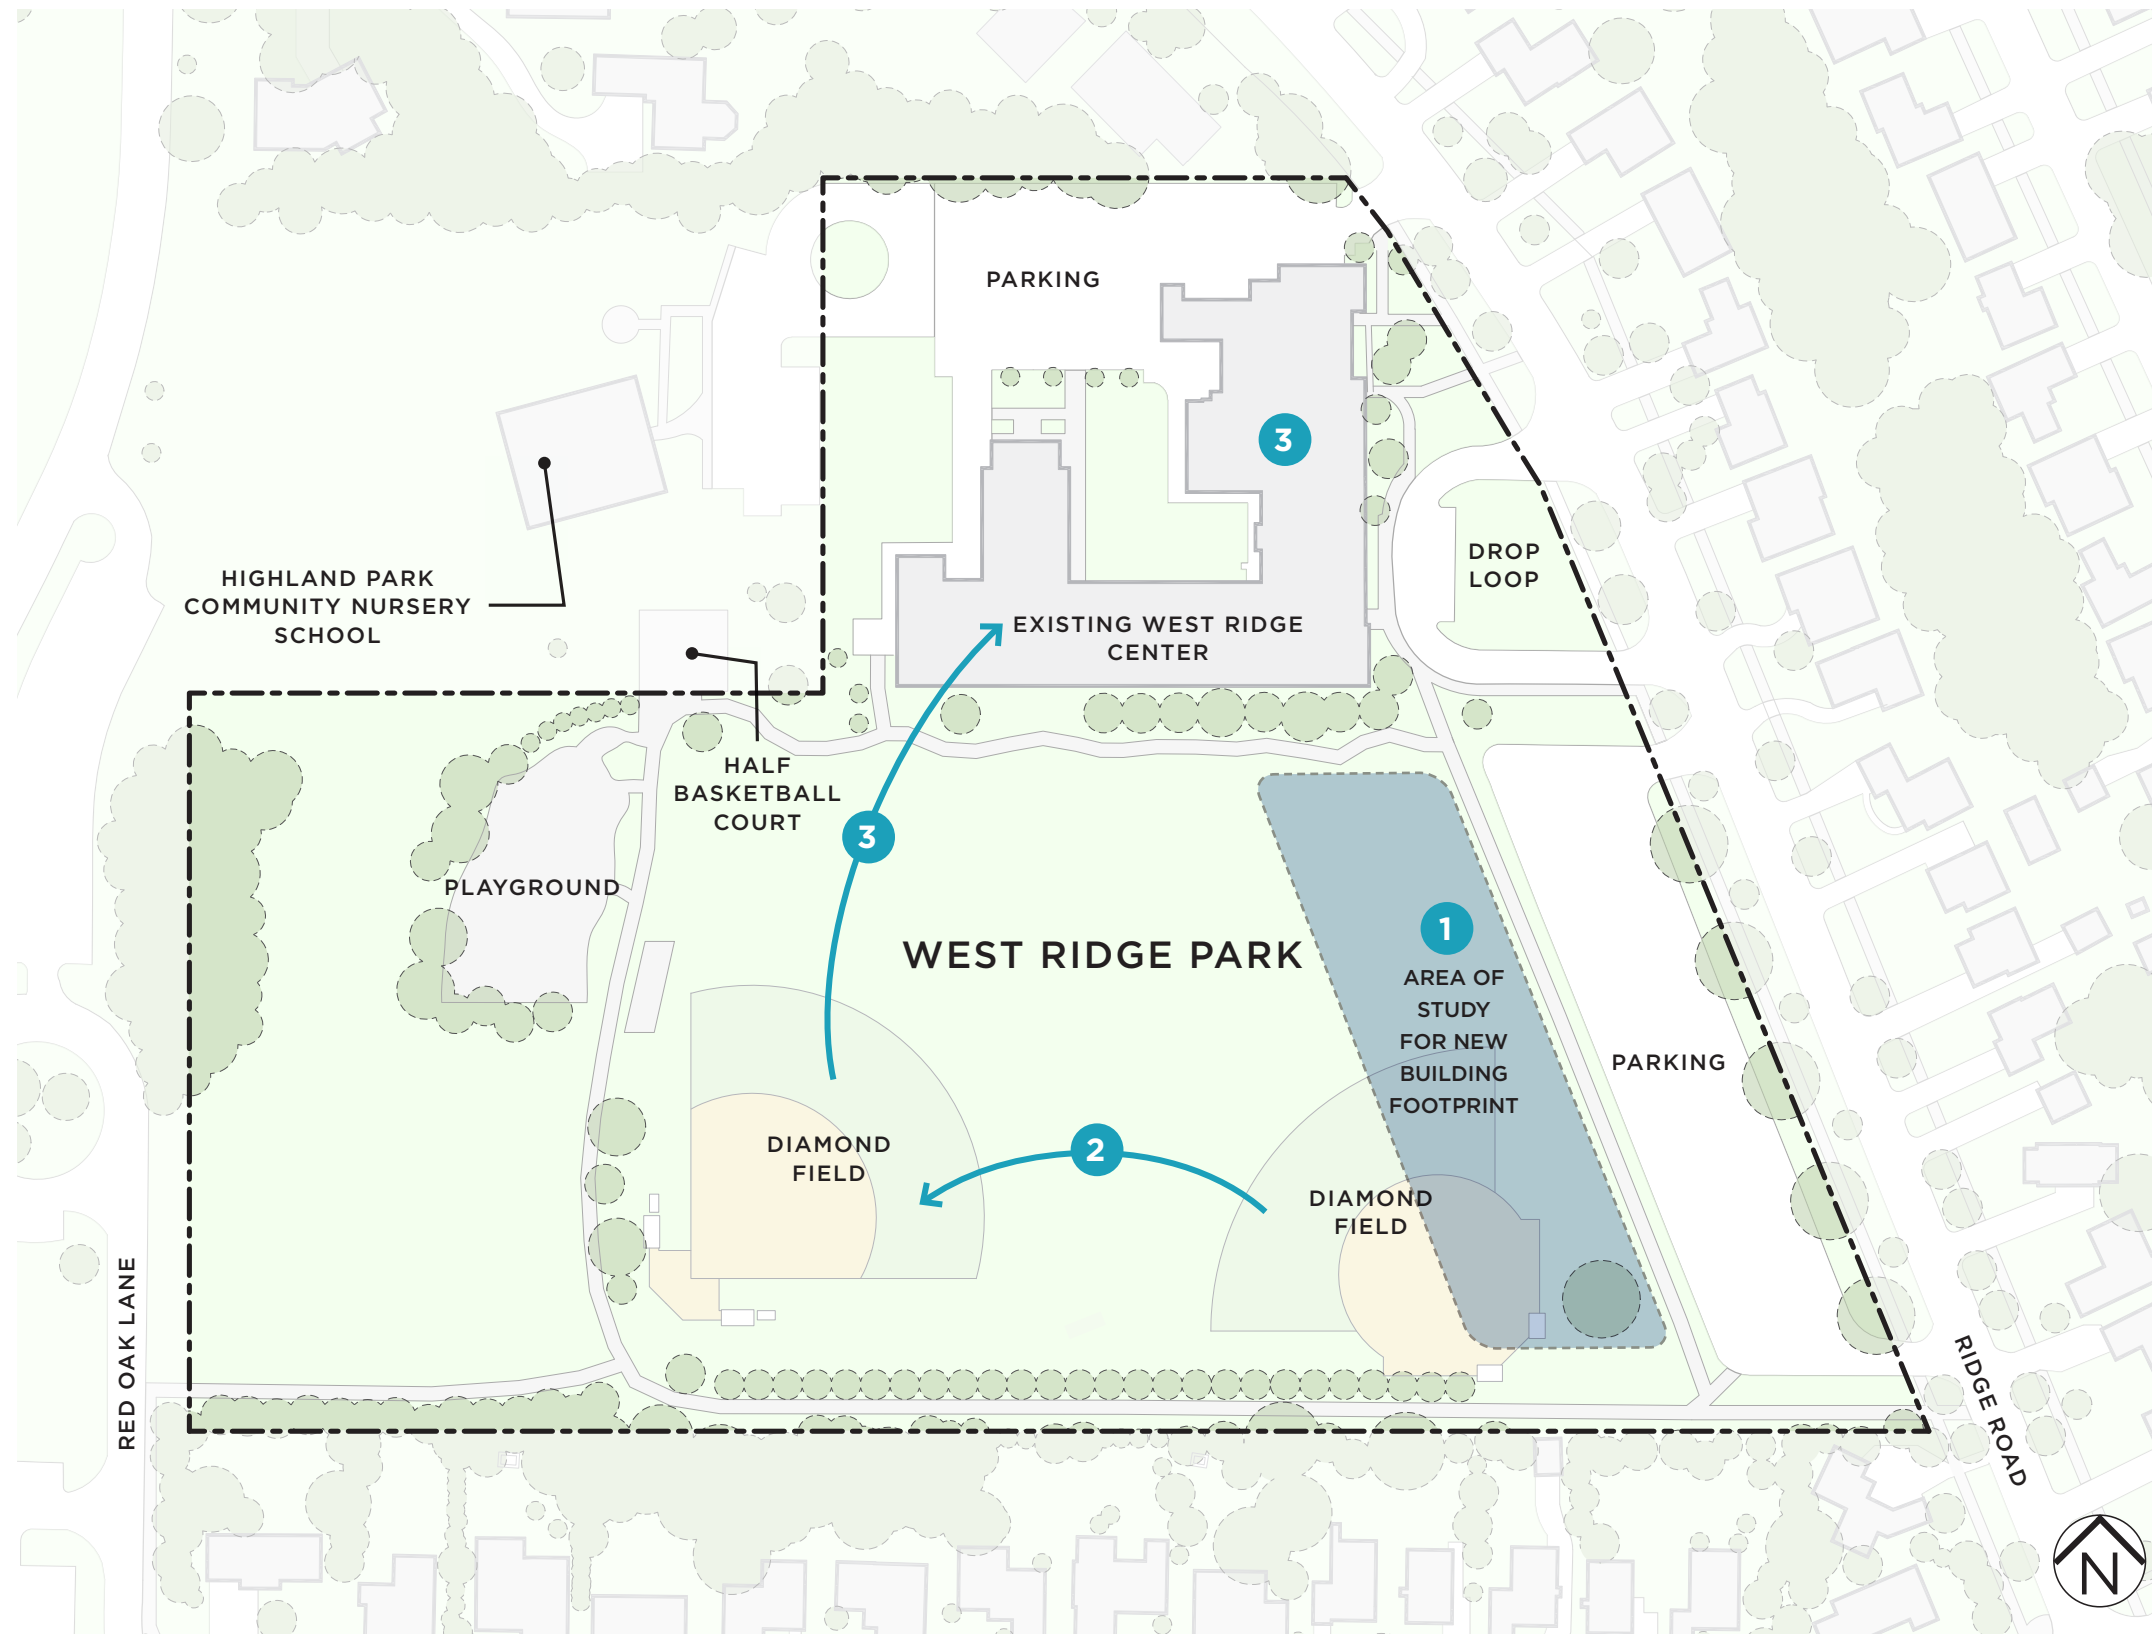 PARKING
3
HIGHLAND PARK
COMMUNITY NURSERY
SCHOOL
DROP
LOOP
EXISTING WEST RIDGE
CENTER
HALF
BASKETBALL
COURT
3
PLAYGROUND
WEST RIDGE PARK
1
AREA OF
STUDY
FOR NEW
BUILDING
FOOTPRINT
PARKING
DIAMOND
FIELD
2
DIAMOND
FIELD
RED OAK LANE
RIDGE ROAD
N